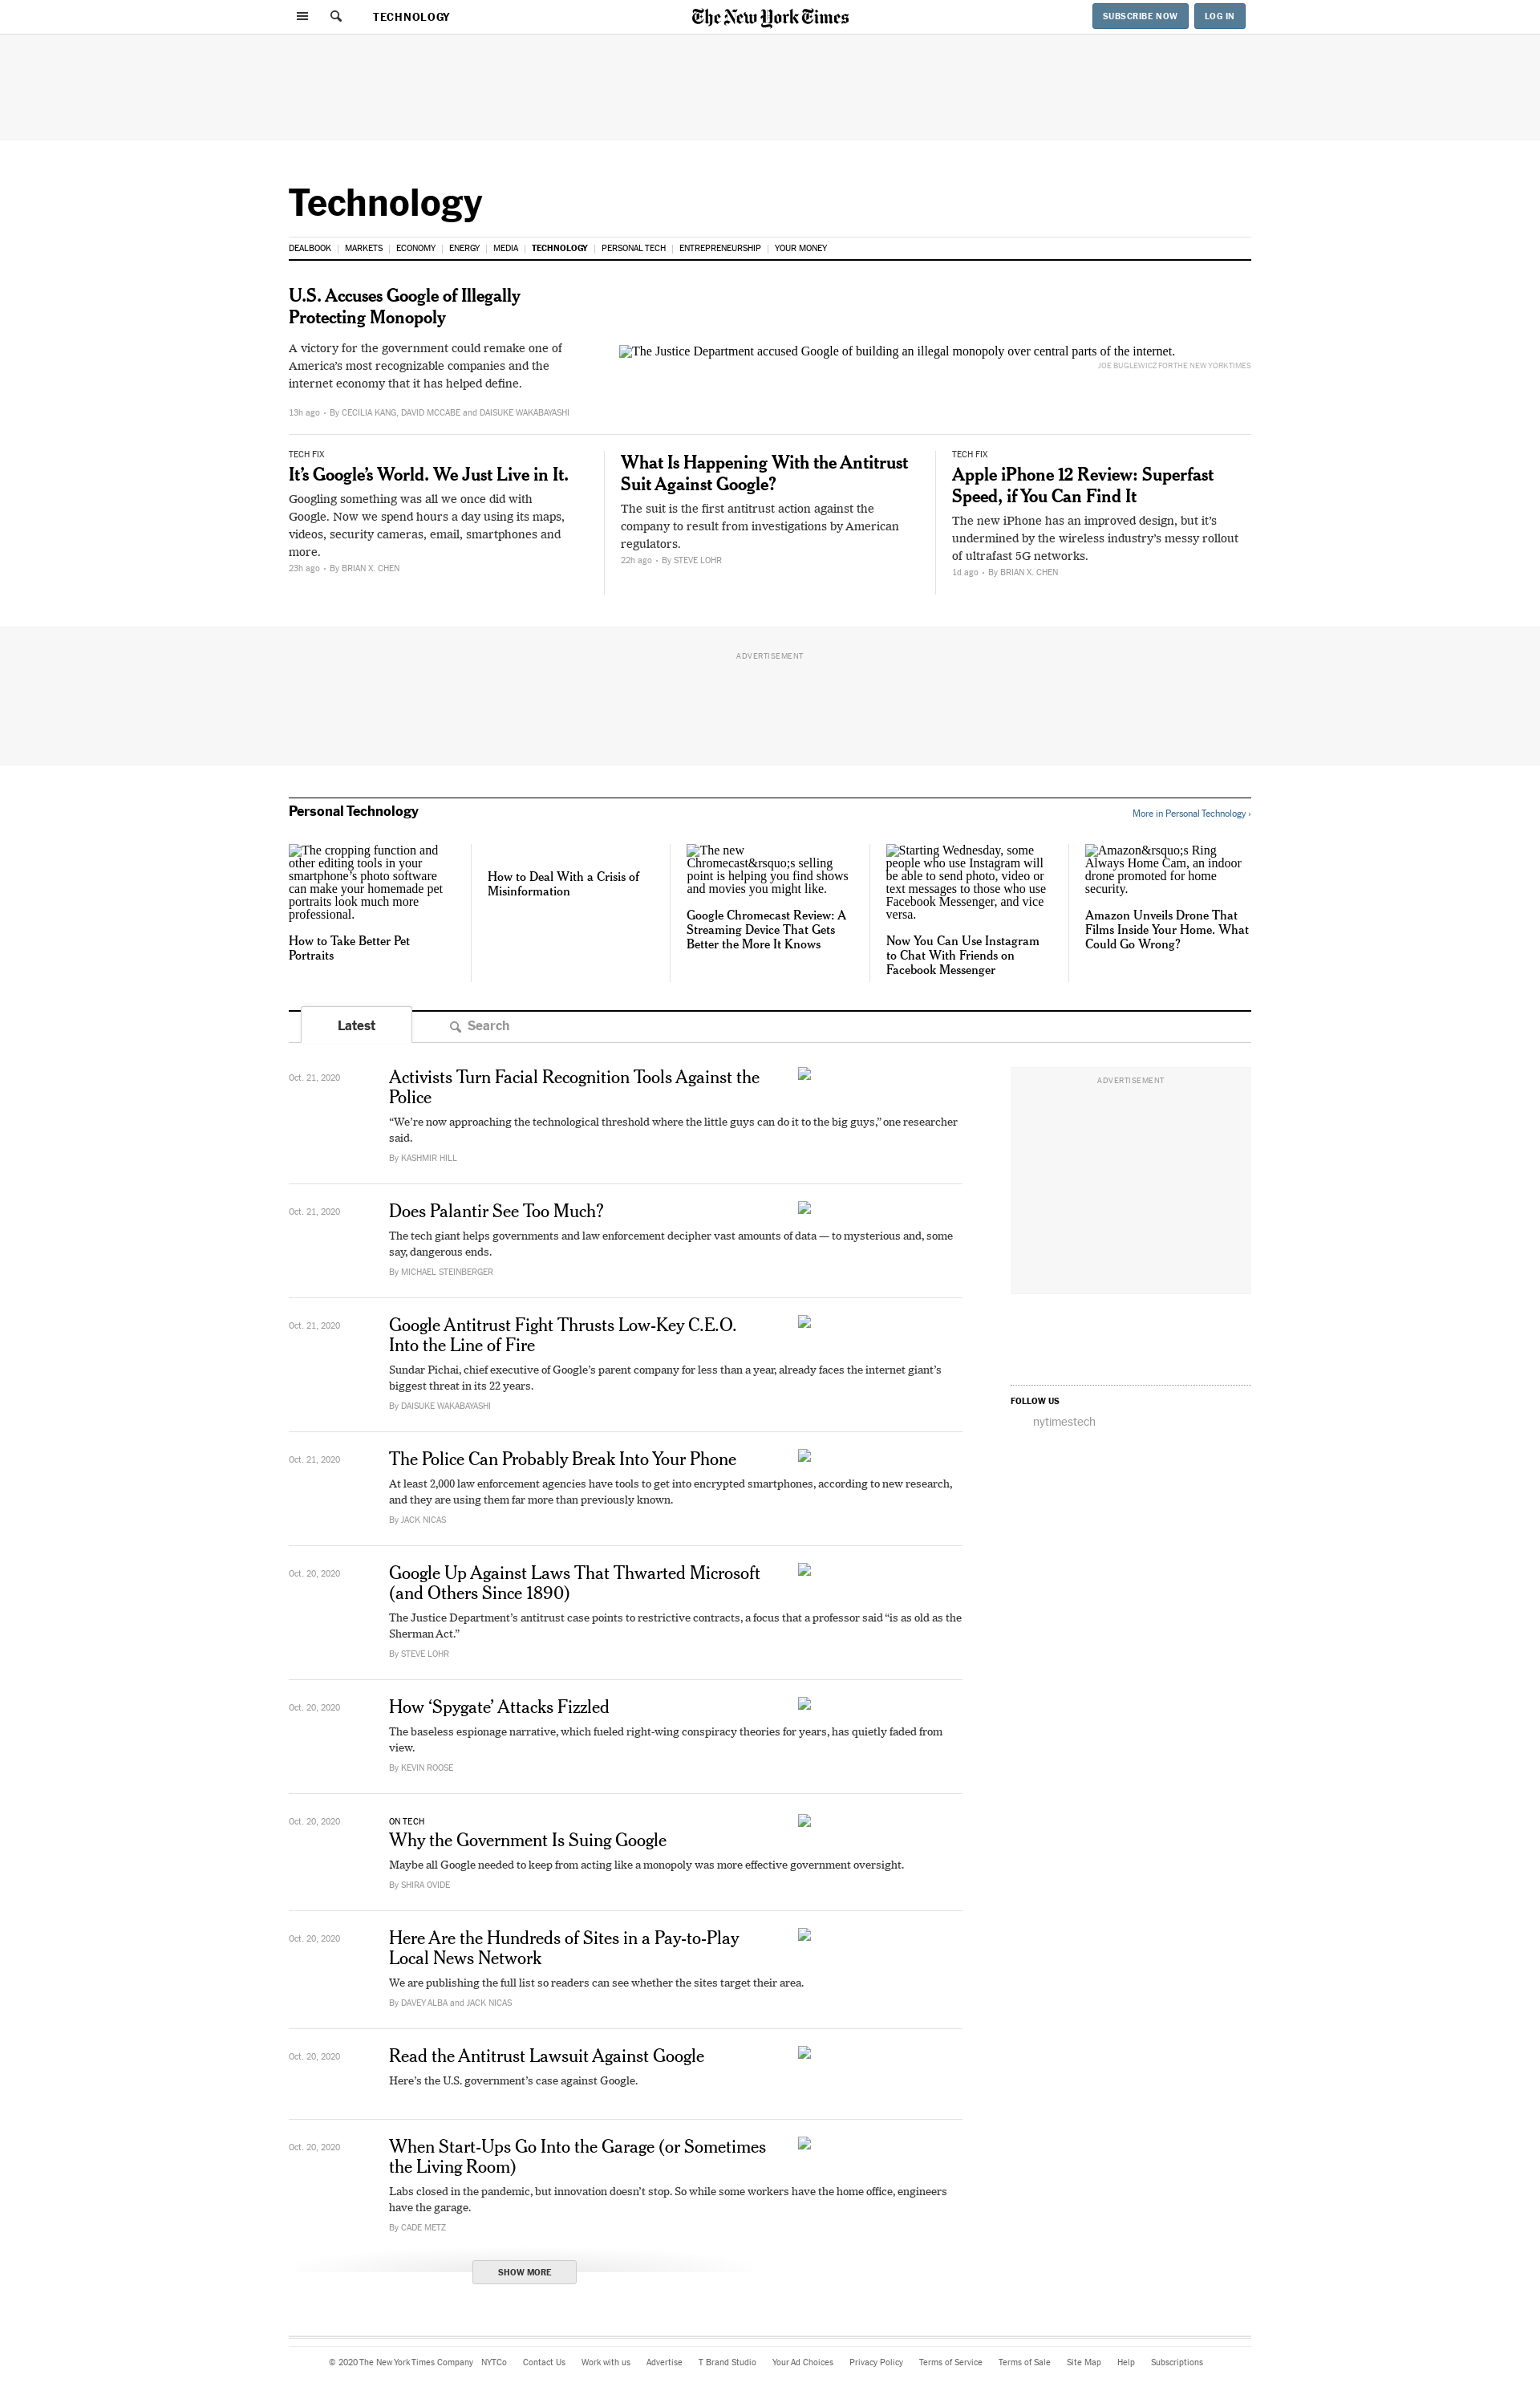 TECHNOLOGY
The New York Times
SUBSCRIBE NOW
LOG IN
Technology
DEALBOOK | MARKETS | ECONOMY | ENERGY | MEDIA | TECHNOLOGY | PERSONAL TECH | ENTREPRENEURSHIP | YOUR MONEY
U.S. Accuses Google of Illegally
Protecting Monopoly
A victory for the government could remake one of
America’s most recognizable companies and the
internet economy that it has helped define.
13h ago • By CECILIA KANG, DAVID MCCABE and DAISUKE WAKABAYASHI
The Justice Department accused Google of building an illegal monopoly over central parts of the internet.
JOE BUGLEWICZ FOR THE NEW YORK TIMES
TECH FIX
It’s Google’s World. We Just Live in It.
Googling something was all we once did with
Google. Now we spend hours a day using its maps,
videos, security cameras, email, smartphones and
more.
23h ago • By BRIAN X. CHEN
What Is Happening With the Antitrust
Suit Against Google?
The suit is the first antitrust action against the
company to result from investigations by American
regulators.
22h ago • By STEVE LOHR
TECH FIX
Apple iPhone 12 Review: Superfast
Speed, if You Can Find It
The new iPhone has an improved design, but it’s
undermined by the wireless industry’s messy rollout
of ultrafast 5G networks.
1d ago • By BRIAN X. CHEN
ADVERTISEMENT
Personal Technology
More in Personal Technology ›
The cropping function and
other editing tools in your
smartphone’s photo software
can make your homemade pet
portraits look much more
professional.
How to Take Better Pet
Portraits
How to Deal With a Crisis of
Misinformation
The new
Chromecast&rsquo;s selling
point is helping you find shows
and movies you might like.
Google Chromecast Review: A
Streaming Device That Gets
Better the More It Knows
Starting Wednesday, some
people who use Instagram will
be able to send photo, video or
text messages to those who use
Facebook Messenger, and vice
versa.
Now You Can Use Instagram
to Chat With Friends on
Facebook Messenger
Amazon&rsquo;s Ring
Always Home Cam, an indoor
drone promoted for home
security.
Amazon Unveils Drone That
Films Inside Your Home. What
Could Go Wrong?
Latest
Search
Oct. 21, 2020
Activists Turn Facial Recognition Tools Against the
Police
“We’re now approaching the technological threshold where the little guys can do it to the big guys,” one researcher
said.
By KASHMIR HILL
ADVERTISEMENT
Oct. 21, 2020
Does Palantir See Too Much?
The tech giant helps governments and law enforcement decipher vast amounts of data — to mysterious and, some
say, dangerous ends.
By MICHAEL STEINBERGER
Oct. 21, 2020
Google Antitrust Fight Thrusts Low-Key C.E.O.
Into the Line of Fire
Sundar Pichai, chief executive of Google’s parent company for less than a year, already faces the internet giant’s
biggest threat in its 22 years.
By DAISUKE WAKABAYASHI
FOLLOW US
nytimestech
Oct. 21, 2020
The Police Can Probably Break Into Your Phone
At least 2,000 law enforcement agencies have tools to get into encrypted smartphones, according to new research,
and they are using them far more than previously known.
By JACK NICAS
Oct. 20, 2020
Google Up Against Laws That Thwarted Microsoft
(and Others Since 1890)
The Justice Department’s antitrust case points to restrictive contracts, a focus that a professor said “is as old as the
Sherman Act.”
By STEVE LOHR
Oct. 20, 2020
How ‘Spygate’ Attacks Fizzled
The baseless espionage narrative, which fueled right-wing conspiracy theories for years, has quietly faded from
view.
By KEVIN ROOSE
Oct. 20, 2020
ON TECH
Why the Government Is Suing Google
Maybe all Google needed to keep from acting like a monopoly was more effective government oversight.
By SHIRA OVIDE
Oct. 20, 2020
Here Are the Hundreds of Sites in a Pay-to-Play
Local News Network
We are publishing the full list so readers can see whether the sites target their area.
By DAVEY ALBA and JACK NICAS
Oct. 20, 2020
Read the Antitrust Lawsuit Against Google
Here’s the U.S. government’s case against Google.
Oct. 20, 2020
When Start-Ups Go Into the Garage (or Sometimes
the Living Room)
Labs closed in the pandemic, but innovation doesn’t stop. So while some workers have the home office, engineers
have the garage.
By CADE METZ
SHOW MORE
© 2020 The New York Times Company NYTCo Contact Us Work with us Advertise T Brand Studio Your Ad Choices Privacy Policy Terms of Service Terms of Sale Site Map Help Subscriptions